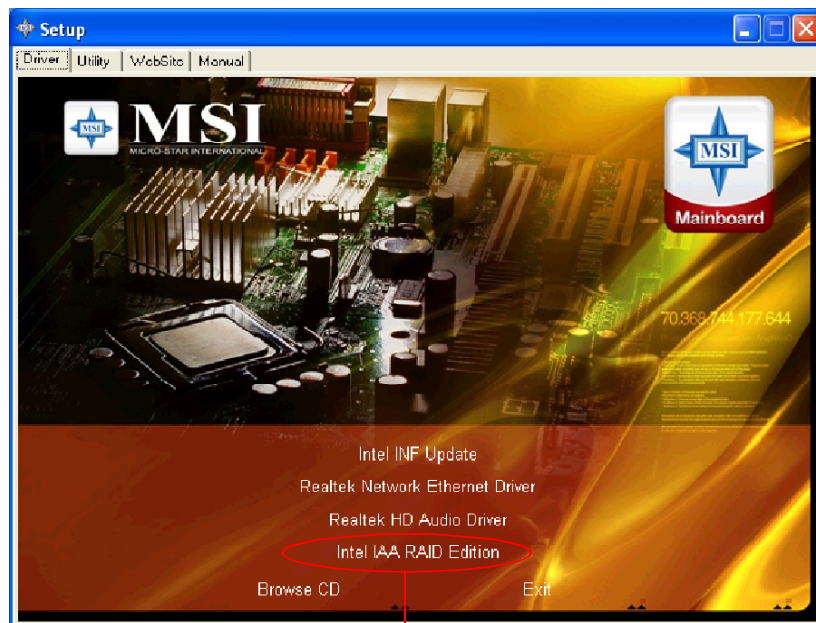 Setup
Driver Utility WebSite Manual
MSI
MSI
MICRO-STAR INTERNATIONAL
MSI
Mainboard
70.368.744.177.644
Intel INF Update
Realtek Network Ethernet Driver
Realtek HD Audio Driver
Intel IAA RAID Edition
Browse CD Exit